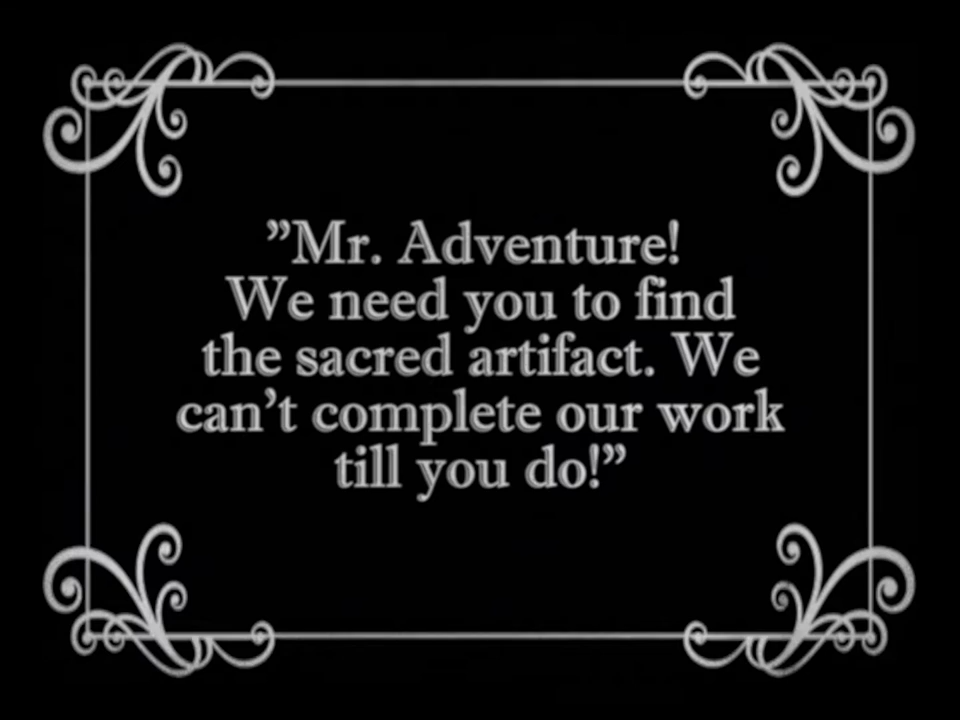 ”Mr. Adventure!
We need you to find
the sacred artifact. We
can’t complete our work
till you do!”